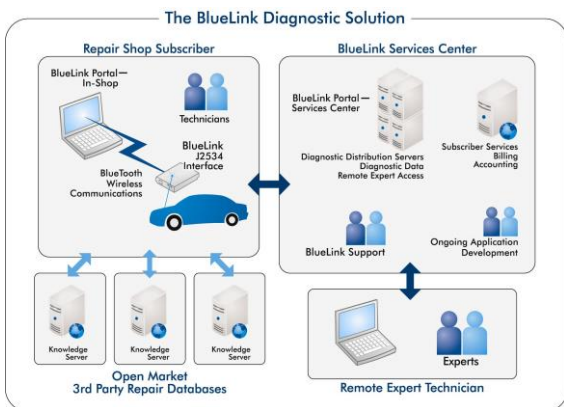 The BlueLink Diagnostic Solution
Repair Shop Subscriber
BlueLink Portal—
In-Shop
Technicians
BlueLink
J2534
Interface
BlueTooth
Wireless
Communications
BlueLink Services Center
BlueLink Portal—
Services Center
Diagnostic Distribution Servers
Diagnostic Data
Remote Expert Access
Subscriber Services
Billing
Accounting
BlueLink Support
Ongoing Application
Development
Knowledge
Server
Knowledge
Server
Knowledge
Server
Open Market
3rd Party Repair Databases
Experts
Remote Expert Technician